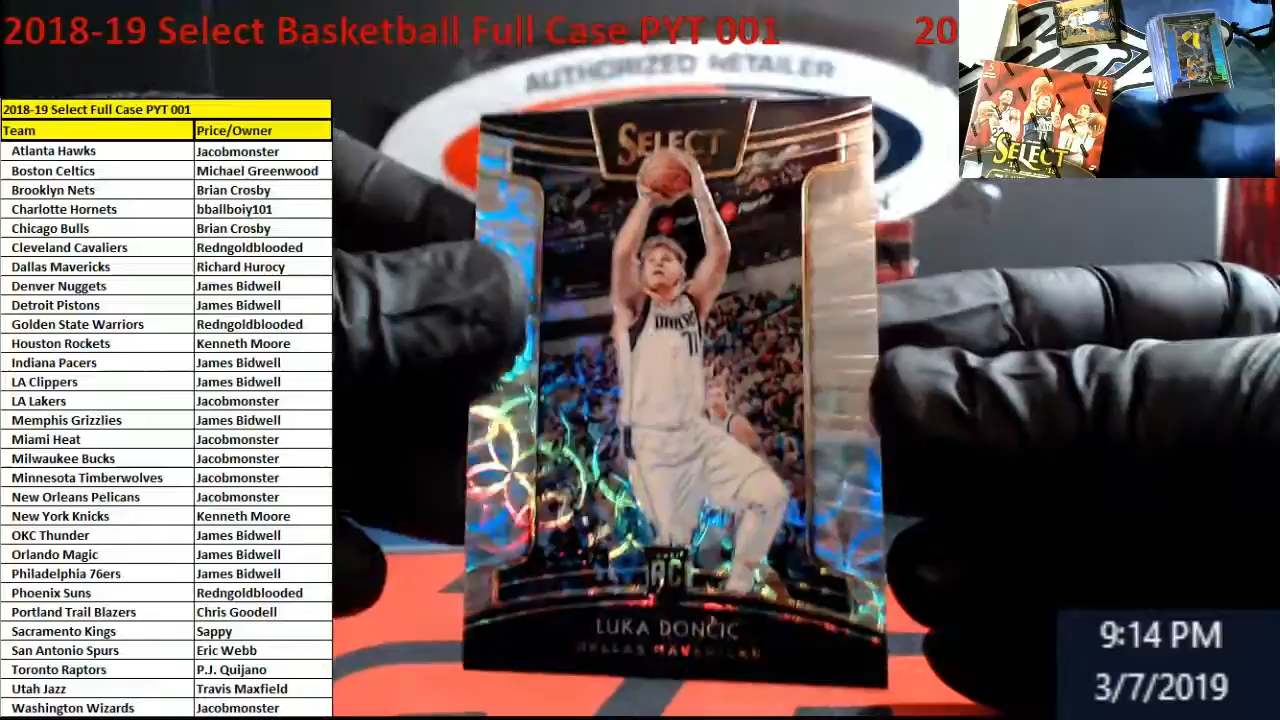 2018-19 Select Basketball Full Case PYT 001 20
AUTHORIZED RETAILER
2018-19 Select Full Case PYT 001
Team Price/Owner
Atlanta Hawks Jacobmonster
Boston Celtics Michael Greenwood
Brooklyn Nets Brian Crosby
Charlotte Hornets bballboiy101
Chicago Bulls Brian Crosby
Cleveland Cavaliers Redngoldblooded
Dallas Mavericks Richard Hurocy
Denver Nuggets James Bidwell
Detroit Pistons James Bidwell
Golden State Warriors Redngoldblooded
Houston Rockets Kenneth Moore
Indiana Pacers James Bidwell
LA Clippers James Bidwell
LA Lakers Jacobmonster
Memphis Grizzlies James Bidwell
Miami Heat Jacobmonster
Milwaukee Bucks Jacobmonster
Minnesota Timberwolves Jacobmonster
New Orleans Pelicans Jacobmonster
New York Knicks Kenneth Moore
OKC Thunder James Bidwell
Orlando Magic James Bidwell
Philadelphia 76ers James Bidwell
Phoenix Suns Redngoldblooded
Portland Trail Blazers Chris Goodell
Sacramento Kings Sappy
San Antonio Spurs Eric Webb
Toronto Raptors P.J. Quijano
Utah Jazz Travis Maxfield
Washington Wizards Jacobmonster
SELECT
LUKA DONČIĆ
DALLAS MAVERICKS
SELECT
12
9:14 PM
3/7/2019